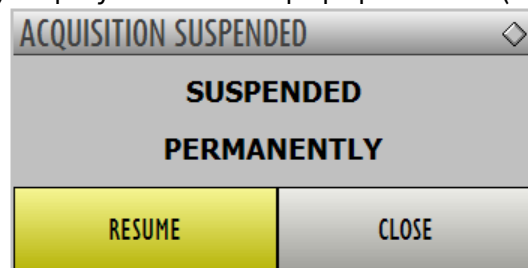 ACQUISITION SUSPENDED
SUSPENDED
PERMANENTLY
RESUME
CLOSE